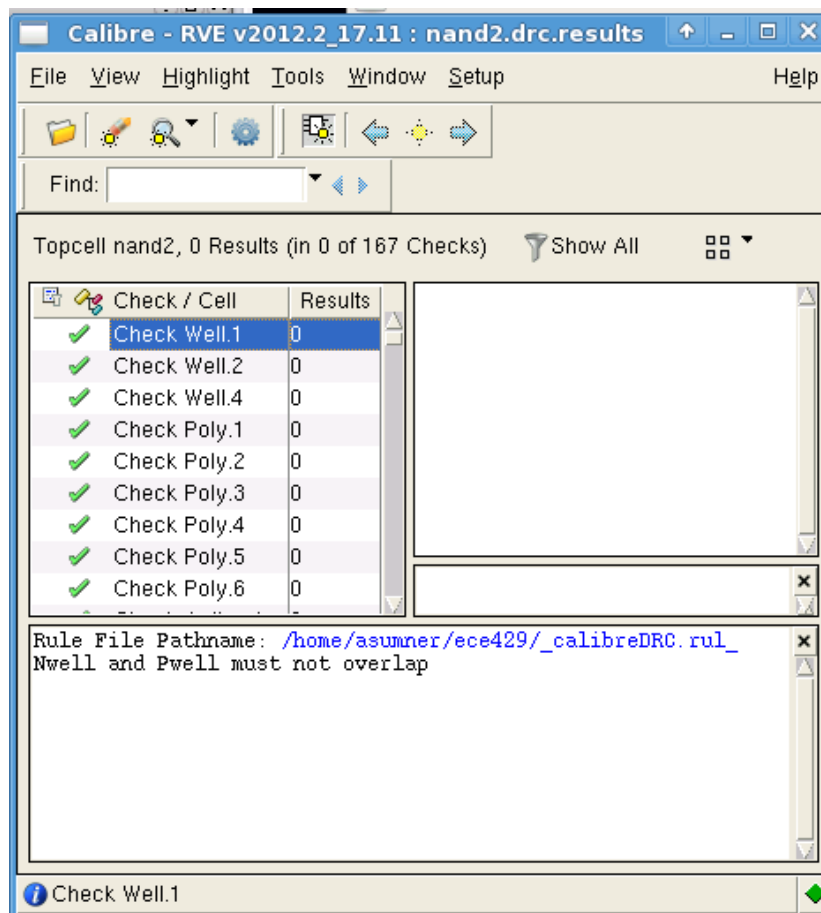 Calibre - RVE v2012.2_17.11 : nand2.drc.results
File View Highlight Tools Window Setup Help
Find:
Topcell nand2, 0 Results (in 0 of 167 Checks) Show All
Check / Cell Results
Check Well.1 0
Check Well.2 0
Check Well.4 0
Check Poly.1 0
Check Poly.2 0
Check Poly.3 0
Check Poly.4 0
Check Poly.5 0
Check Poly.6 0
Rule File Pathname: /home/asumner/ece429/_calibreDRC.rul_
Nwell and Pwell must not overlap
Check Well.1